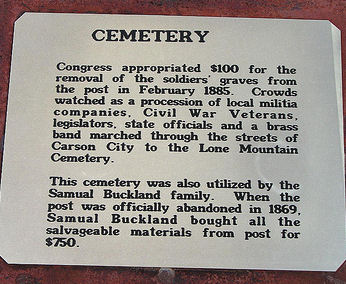 CEMETERY
Congress appropriated $100 for the
removal of the soldiers' graves from
the post in February 1885. Crowds
watched as a procession of local militia
companies, Civil War Veterans,
legislators, state officials and a brass
band marched through the streets of
Carson City to the Lone Mountain
Cemetery.
This cemetery was also utilized by the
Samual Buckland family. When the
post was officially abandoned in 1869,
Samual Buckland bought all the
salvageable materials from post for
$750.